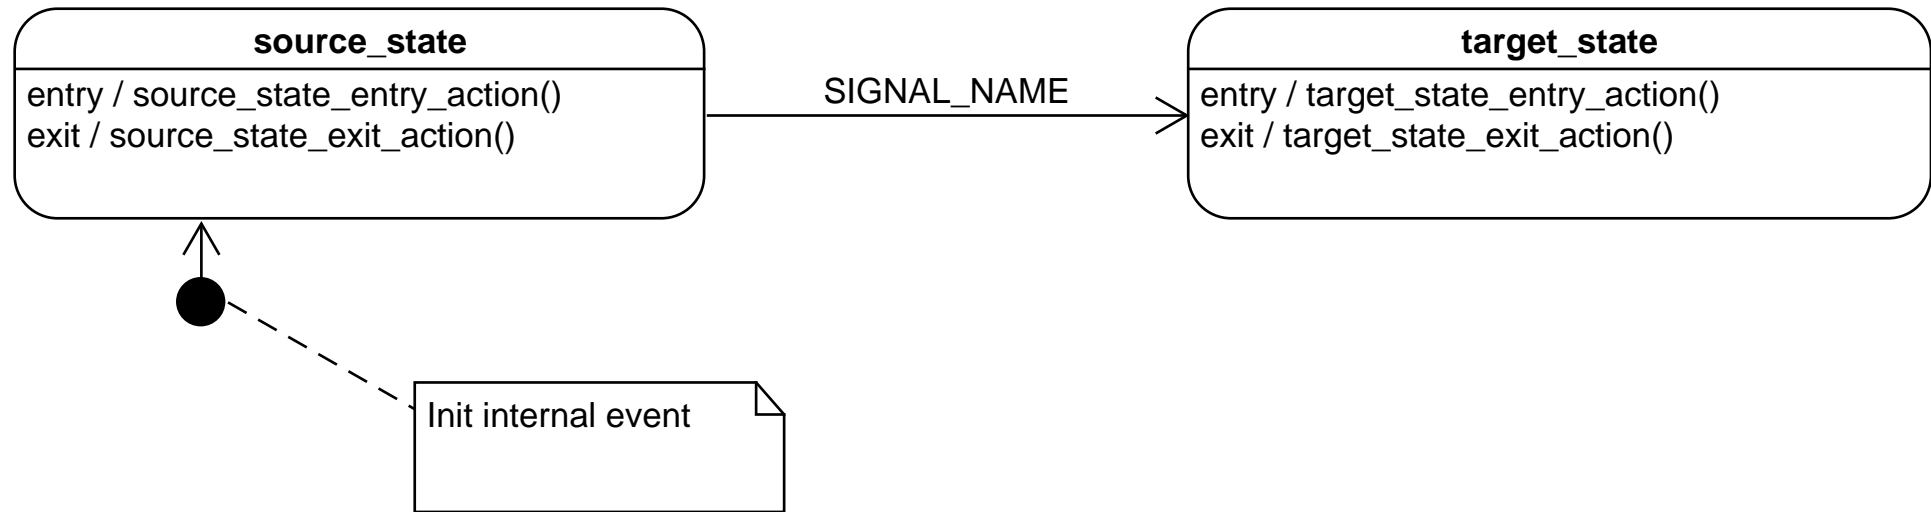 source_state
entry / source_state_entry_action()
exit / source_state_exit_action()
SIGNAL_NAME
target_state
entry / target_state_entry_action()
exit / target_state_exit_action()
Init internal event